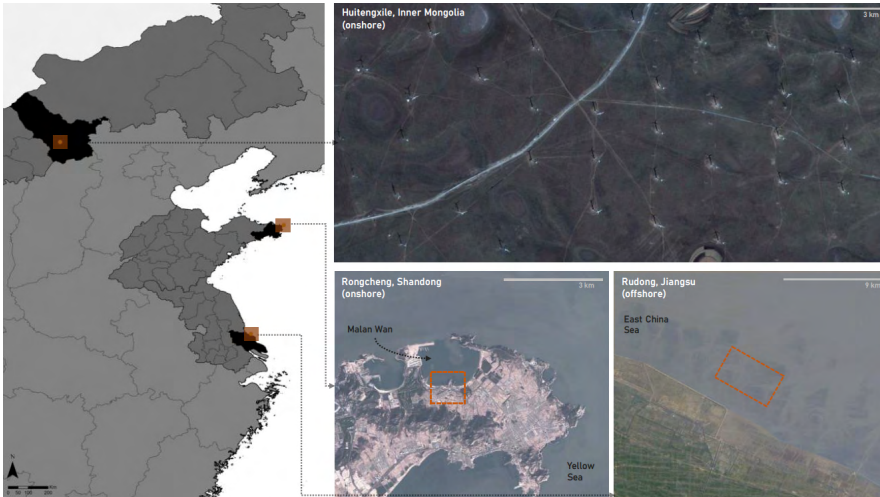 Huitengxile, Inner Mongolia
(onshore)
3 km
Rongcheng, Shandong
(onshore)
3 km
Malan Wan
Yellow
Sea
Rudong, Jiangsu
(offshore)
9 km
East China
Sea
N